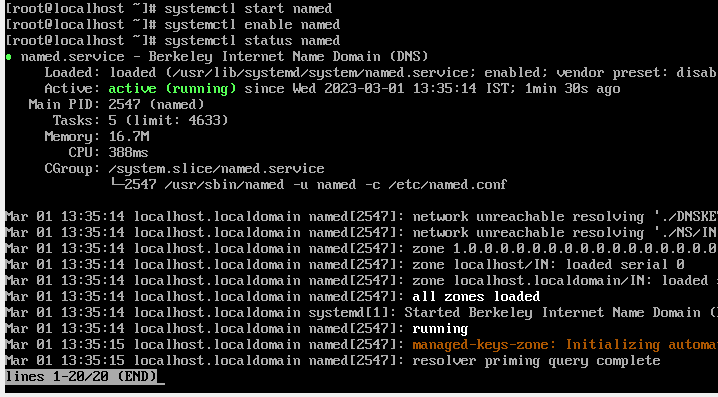 [root@localhost ~]# systemctl start named
[root@localhost ~]# systemctl enable named
[root@localhost ~]# systemctl status named
● named.service - Berkeley Internet Name Domain (DNS)
Loaded: loaded (/usr/lib/systemd/system/named.service; enabled; vendor preset: disab
Active: active (running) since Wed 2023-03-01 13:35:14 IST; 1min 30s ago
Main PID: 2547 (named)
Tasks: 5 (limit: 4633)
Memory: 16.7M
CPU: 388ms
CGroup: /system.slice/named.service
└─2547 /usr/sbin/named -u named -c /etc/named.conf
Mar 01 13:35:14 localhost.localdomain named[2547]: network unreachable resolving './DNSKE
Mar 01 13:35:14 localhost.localdomain named[2547]: network unreachable resolving './NS/IN
Mar 01 13:35:14 localhost.localdomain named[2547]: zone 1.0.0.0.0.0.0.0.0.0.0.0.0.0.0.0.0
Mar 01 13:35:14 localhost.localdomain named[2547]: zone localhost/IN: loaded serial 0
Mar 01 13:35:14 localhost.localdomain named[2547]: zone localhost.localdomain/IN: loaded
Mar 01 13:35:14 localhost.localdomain named[2547]: all zones loaded
Mar 01 13:35:14 localhost.localdomain systemd[1]: Started Berkeley Internet Name Domain (
Mar 01 13:35:14 localhost.localdomain named[2547]: running
Mar 01 13:35:15 localhost.localdomain named[2547]: managed-keys-zone: Initializing automa
Mar 01 13:35:15 localhost.localdomain named[2547]: resolver priming query complete
lines 1-20/20 (END)